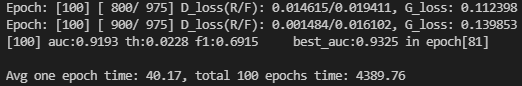 Epoch: [100] [ 800/ 975] D_loss(R/F): 0.014615/0.019411, G_loss: 0.112398
Epoch: [100] [ 900/ 975] D_loss(R/F): 0.001484/0.016102, G_loss: 0.139853
[100] auc:0.9193 th:0.0228 f1:0.6915     best_auc:0.9325 in epoch[81]
Avg one epoch time: 40.17, total 100 epochs time: 4389.76